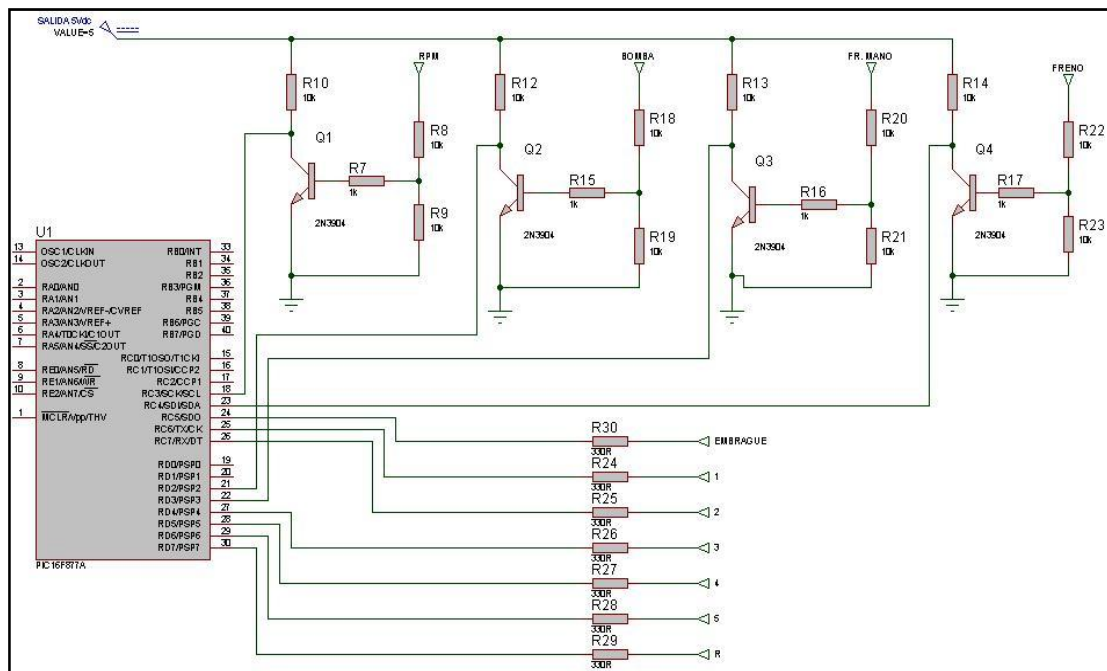 SALIDA 5Vdc
VALUE=5
RPM
BOMBA
FR. MANO
FRENO
R10
10k
R12
10k
R13
10k
R14
10k
R8
10k
R18
10k
R20
10k
R22
10k
Q1
Q2
Q3
Q4
R7
1k
R15
1k
R16
1k
R17
1k
R9
10k
R19
10k
R21
10k
R23
10k
2N3904
2N3904
2N3904
2N3904
U1
13 OSC1/CLKIN RB0/INT 33
14 OSC2/CLKOUT RB1 34
RB2 35
2 RA0/AN0 RB3/PGM 36
3 RA1/AN1 RB4 37
4 RA2/AN2/VREF-/CVREF RB5 38
5 RA3/AN3/VREF+ RB6/PGC 39
6 RA4/T0CKI/C1OUT RB7/PGD 40
7 RA5/AN4/SS/C2OUT
RC0/T1OSO/T1CKI 15
8 RE0/AN5/RD RC1/T1OSI/CCP2 16
9 RE1/AN6/WR RC2/CCP1 17
10 RE2/AN7/CS RC3/SCK/SCL 18
RC4/SDI/SDA 23
1 MCLR/Vpp/THV RC5/SDO 24
RC6/TX/CK 25
RC7/RX/DT 26
RD0/PSP0 19
RD1/PSP1 20
RD2/PSP2 21
RD3/PSP3 22
RD4/PSP4 27
RD5/PSP5 28
RD6/PSP6 29
RD7/PSP7 30
PIC16F877A
R30
330R
EMBRAGUE
R24
330R
1
R25
330R
2
R26
330R
3
R27
330R
4
R28
330R
5
R29
330R
R